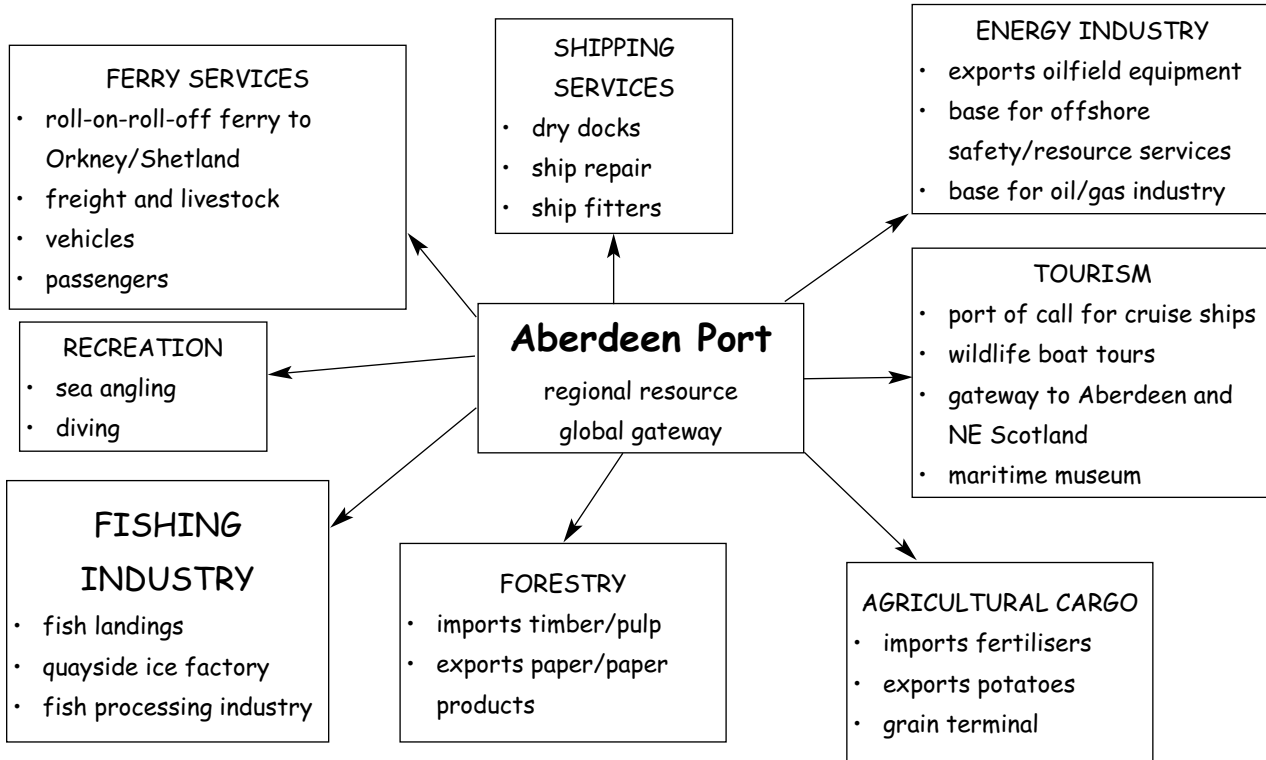 FERRY SERVICES
• roll-on-roll-off ferry to
Orkney/Shetland
• freight and livestock
• vehicles
• passengers
SHIPPING
SERVICES
• dry docks
• ship repair
• ship fitters
ENERGY INDUSTRY
• exports oilfield equipment
• base for offshore
safety/resource services
• base for oil/gas industry
RECREATION
• sea angling
• diving
Aberdeen Port
regional resource
global gateway
TOURISM
• port of call for cruise ships
• wildlife boat tours
• gateway to Aberdeen and
NE Scotland
• maritime museum
FISHING
INDUSTRY
• fish landings
• quayside ice factory
• fish processing industry
FORESTRY
• imports timber/pulp
• exports paper/paper
products
AGRICULTURAL CARGO
• imports fertilisers
• exports potatoes
• grain terminal